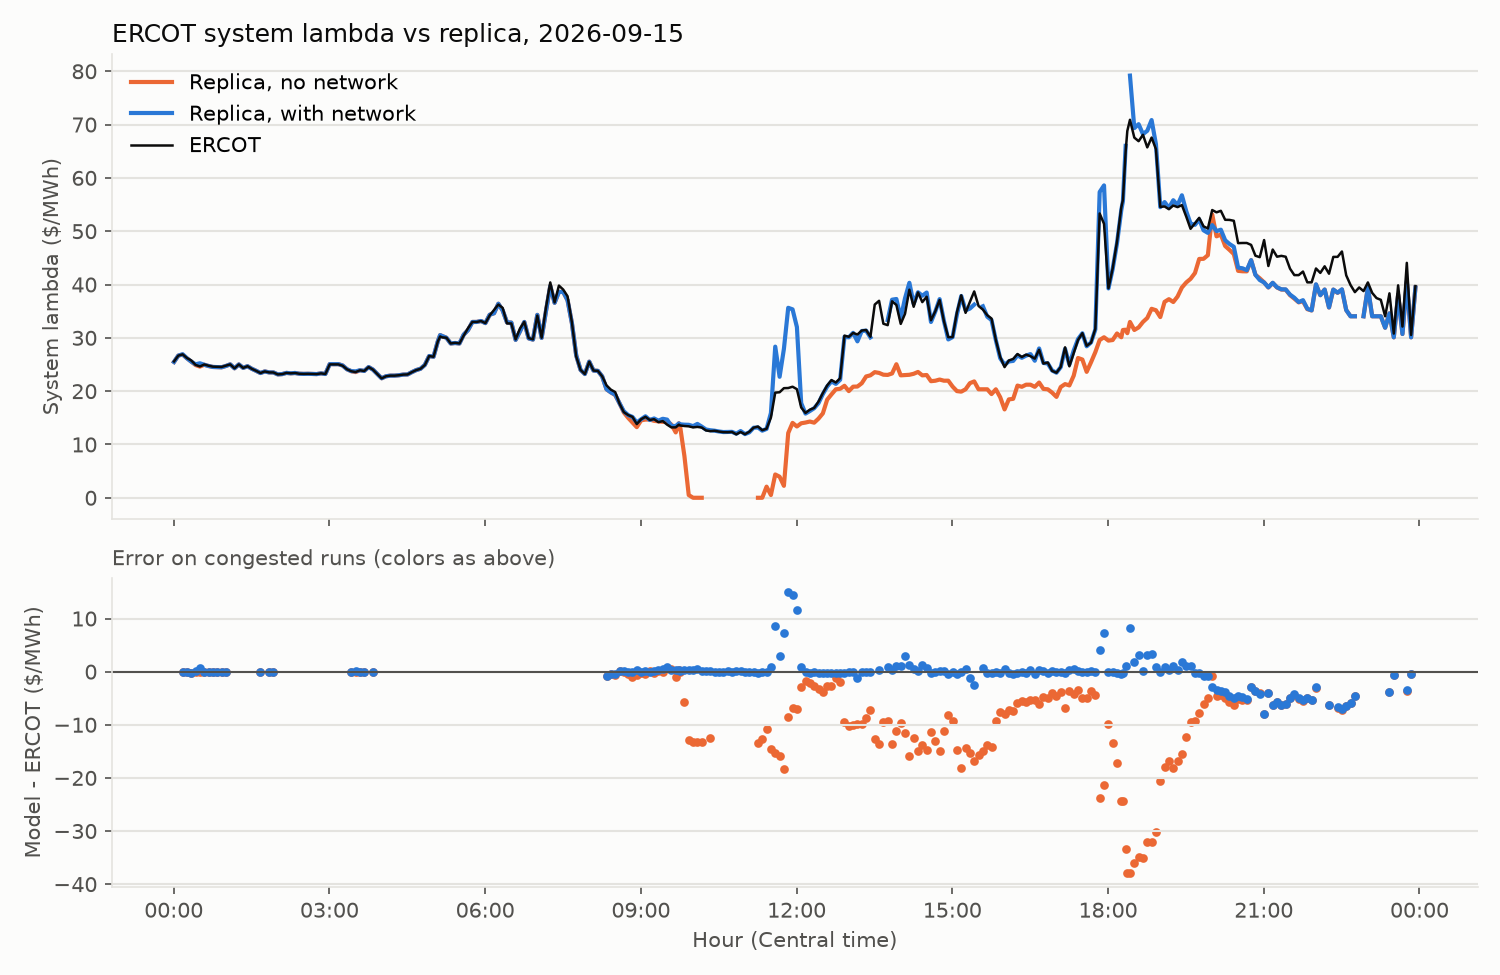 ERCOT system lambda vs replica, 2026-09-15
System lambda ($/MWh)
80
70
60
50
40
30
20
10
0
Replica, no network
Replica, with network
ERCOT
Error on congested runs (colors as above)
Model - ERCOT ($/MWh)
10
0
−10
−20
−30
−40
00:00 03:00 06:00 09:00 12:00 15:00 18:00 21:00 00:00
Hour (Central time)